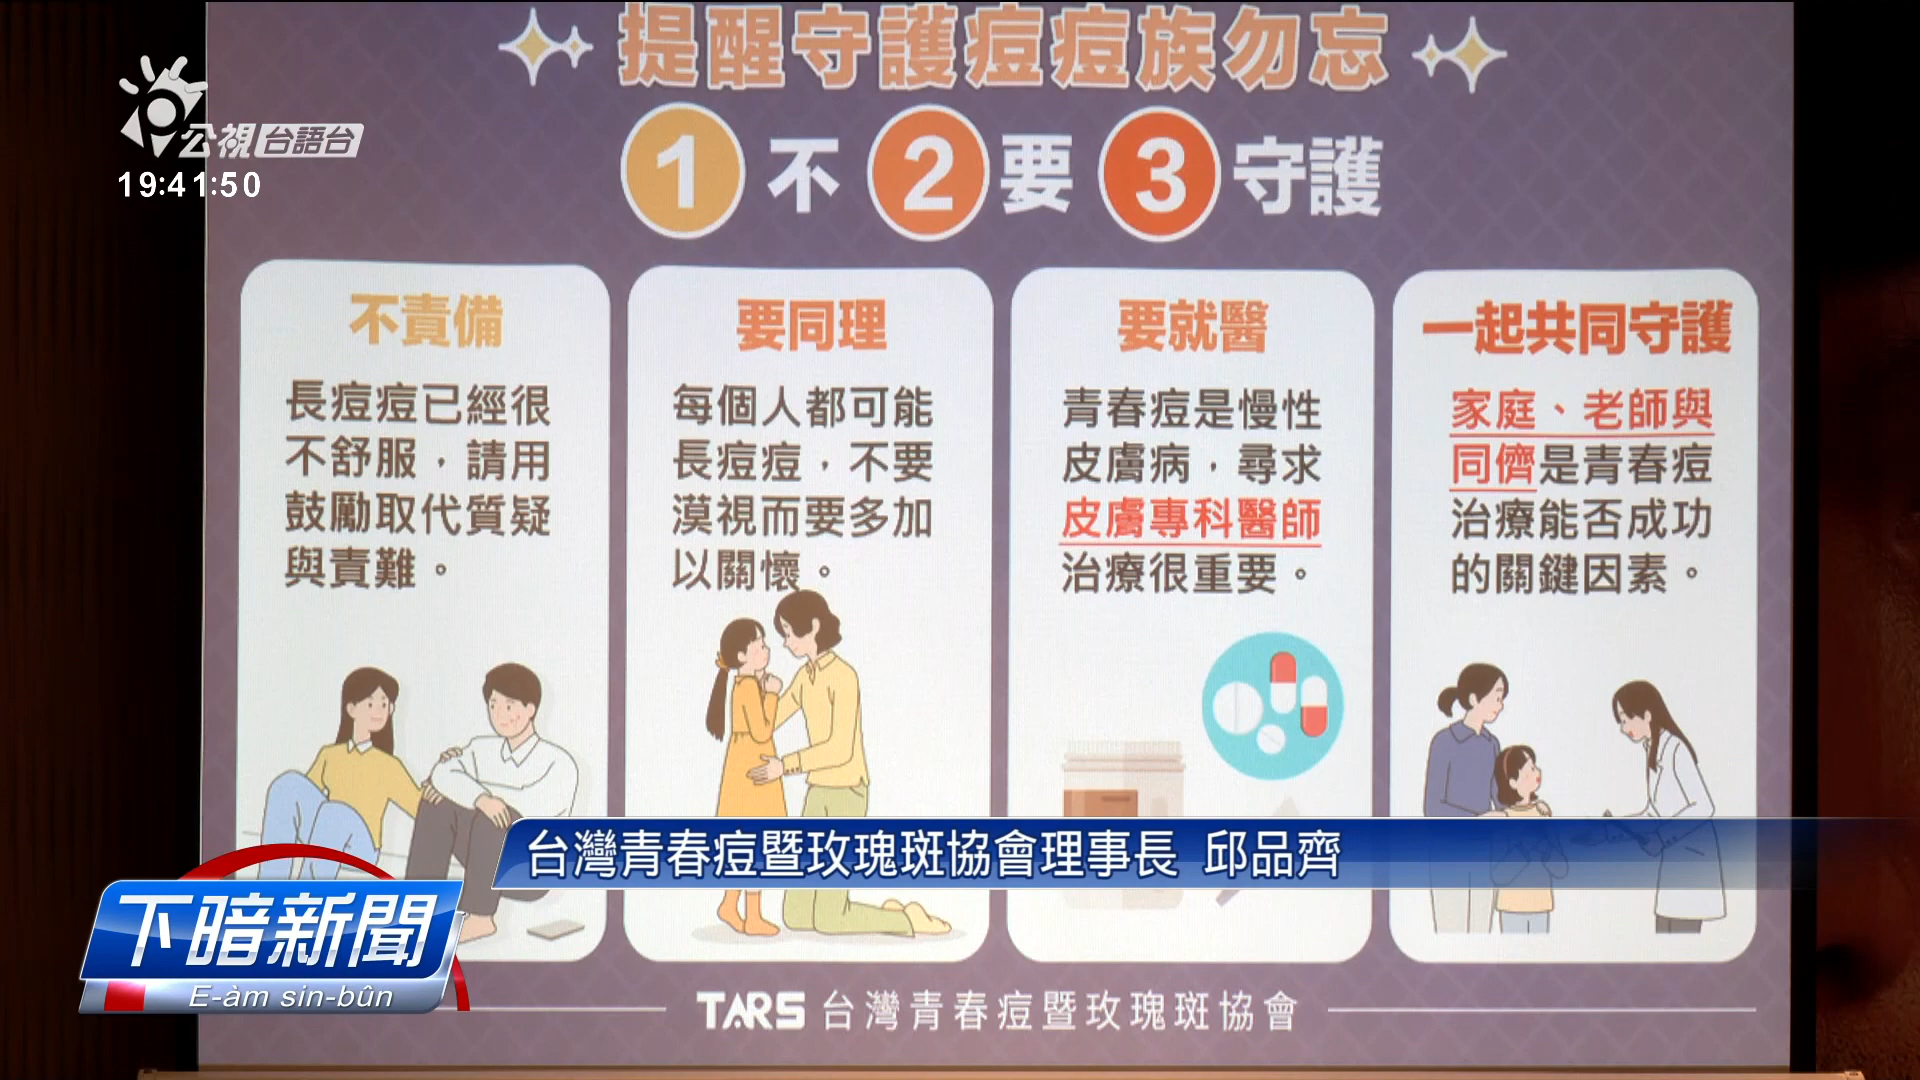 提醒守護痘痘族勿忘
1不2要3守護
公視台語台
19:41:50
不責備
長痘痘已經很
不舒服，請用
鼓勵取代質疑
與責難。
要同理
每個人都可能
長痘痘，不要
漠視而要多加
以關懷。
要就醫
青春痘是慢性
皮膚病，尋求
皮膚專科醫師
治療很重要。
一起共同守護
家庭、老師與
同儕是青春痘
治療能否成功
的關鍵因素。
台灣青春痘暨玫瑰斑協會理事長 邱品齊
下暗新聞
E-àm sin-bûn
TARS 台灣青春痘暨玫瑰斑協會